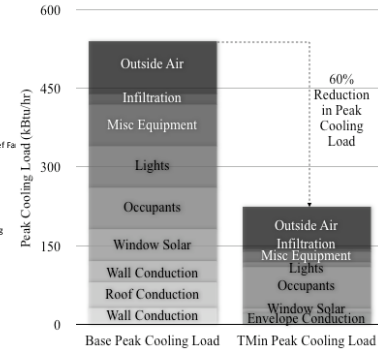 600
450
300
150
0
Peak Cooling Load (kBtu/hr)
Outside Air
Infiltration
Misc Equipment
Lights
Occupants
Window Solar
Wall Conduction
Roof Conduction
Wall Conduction
60%
Reduction
in Peak
Cooling
Load
Outside Air
Infiltration
Misc Equipment
Lights
Occupants
Window Solar
Envelope Conduction
Base Peak Cooling Load
TMin Peak Cooling Load